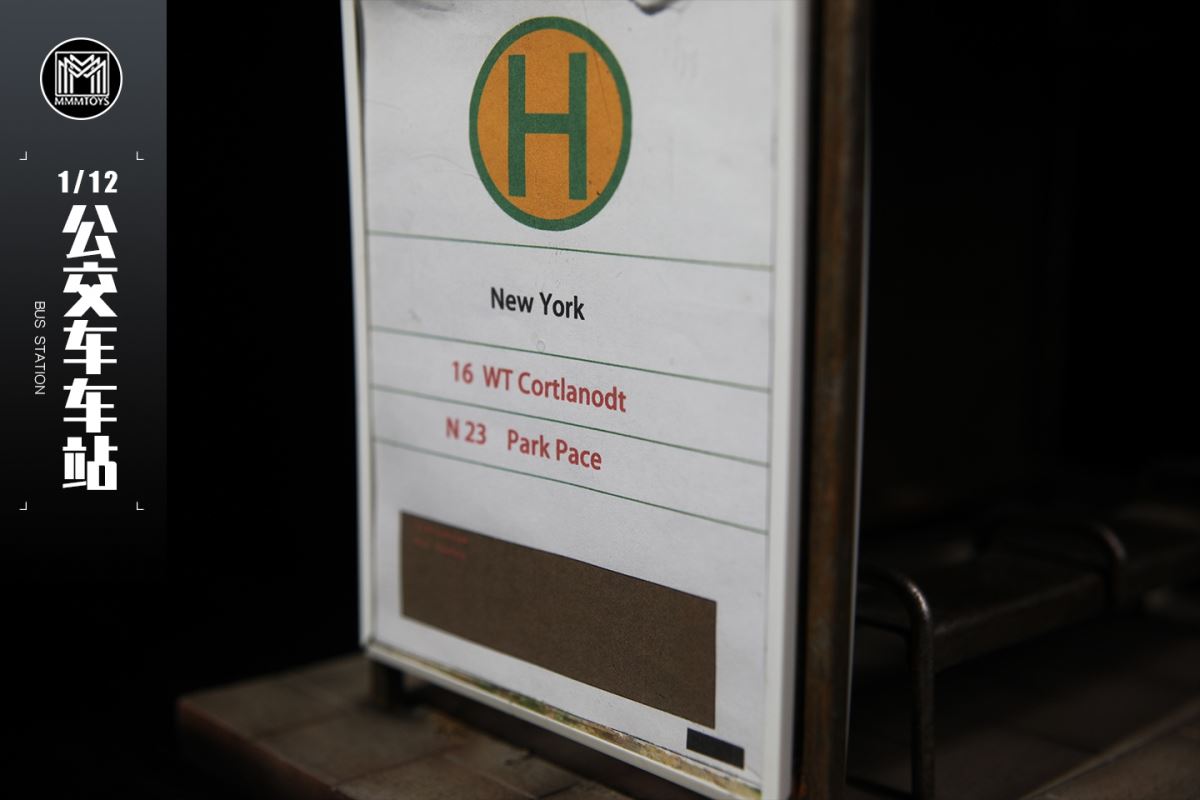 MMMTOYS
1/12
公交车车站
BUS STATION
H
New York
16 WT Cortlanodt
N 23 Park Pace